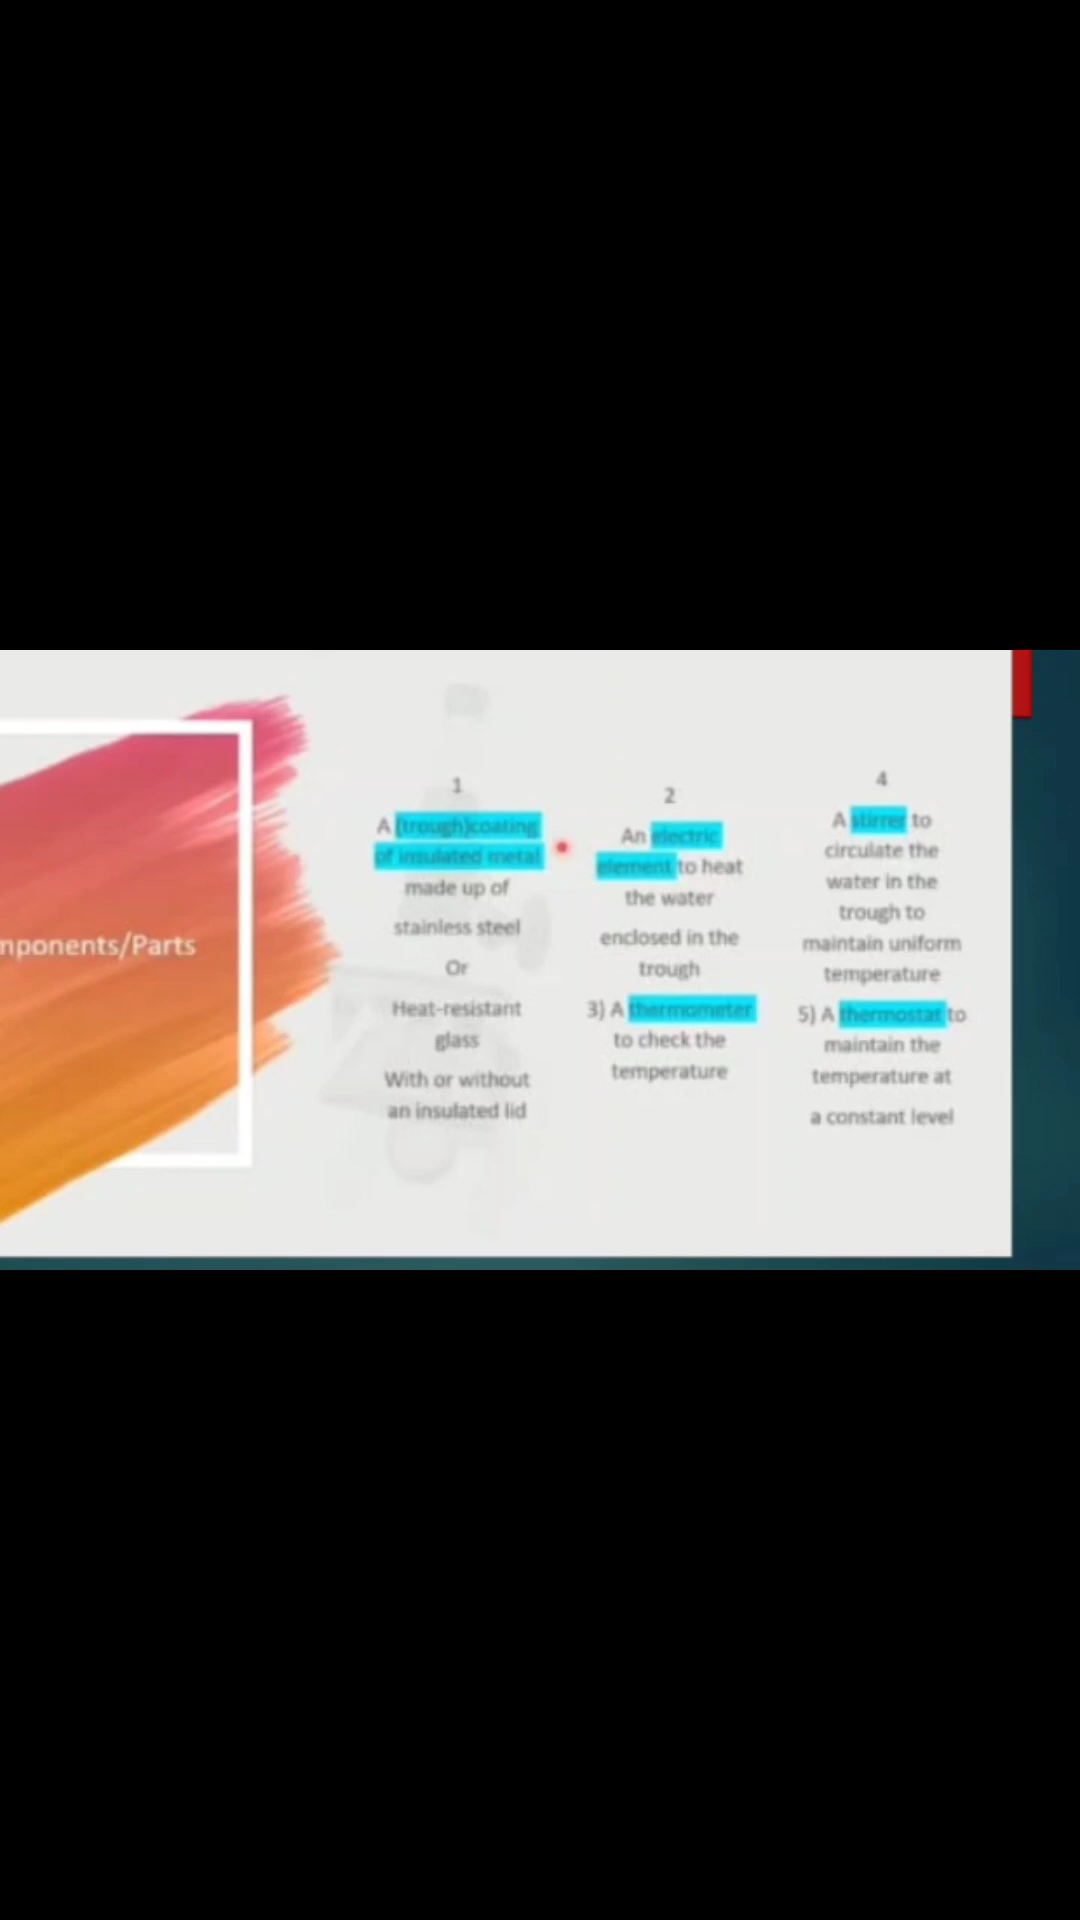 mponents/Parts
1
A (trough)coating
of insulated metal
made up of
stainless steel
Or
Heat-resistant
glass
With or without
an insulated lid
2
An electric
element to heat
the water
enclosed in the
trough
3) A thermometer
to check the
temperature
4
A stirrer to
circulate the
water in the
trough to
maintain uniform
temperature
5) A thermostat to
maintain the
temperature at
a constant level